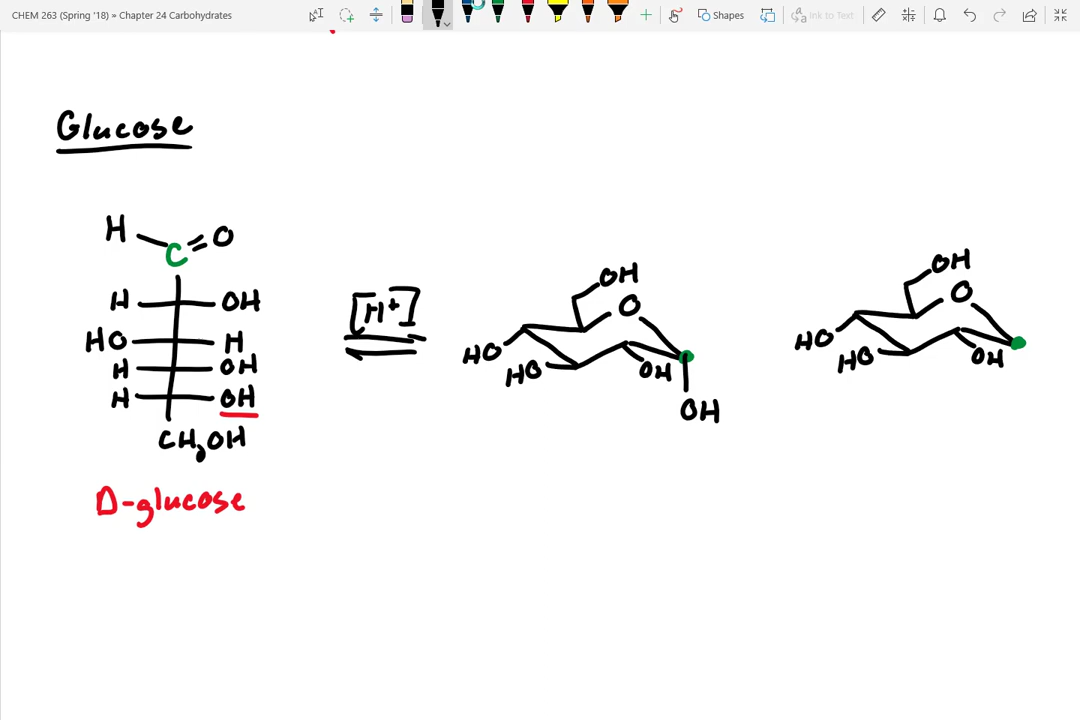 CHEM 263 (Spring '18) » Chapter 24 Carbohydrates
Shapes
Ink to Text
Glucose
H C=O
H OH
HO H
H OH
H OH
CH2OH
D-glucose
[H+]
OH
O
HO
HO
OH
OH
OH
O
HO
HO
OH